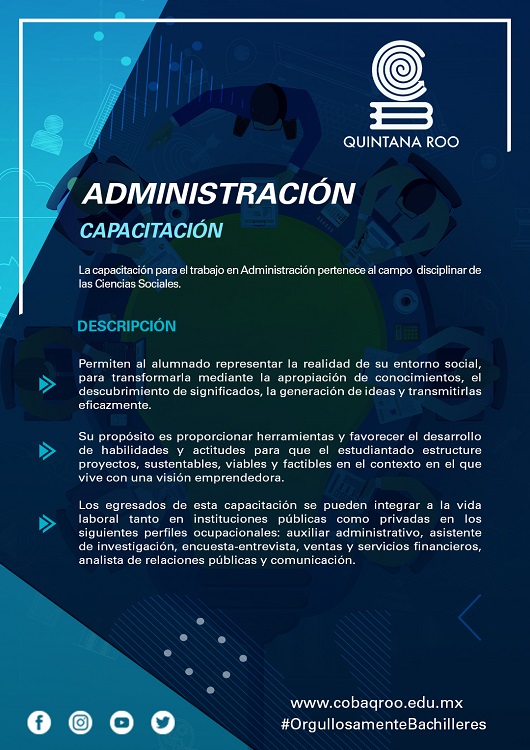 QUINTANA ROO
ADMINISTRACIÓN
CAPACITACIÓN
La capacitación para el trabajo en Administración pertenece al campo disciplinar de
las Ciencias Sociales.
DESCRIPCIÓN
Permiten al alumnado representar la realidad de su entorno social,
para transformarla mediante la apropiación de conocimientos, el
descubrimiento de significados, la generación de ideas y transmitirlas
eficazmente.
Su propósito es proporcionar herramientas y favorecer el desarrollo
de habilidades y actitudes para que el estudiantado estructure
proyectos, sustentables, viables y factibles en el contexto en el que
vive con una visión emprendedora.
Los egresados de esta capacitación se pueden integrar a la vida
laboral tanto en instituciones públicas como privadas en los
siguientes perfiles ocupacionales: auxiliar administrativo, asistente
de investigación, encuesta-entrevista, ventas y servicios financieros,
analista de relaciones públicas y comunicación.
www.cobaqroo.edu.mx
#OrgullosamenteBachilleres